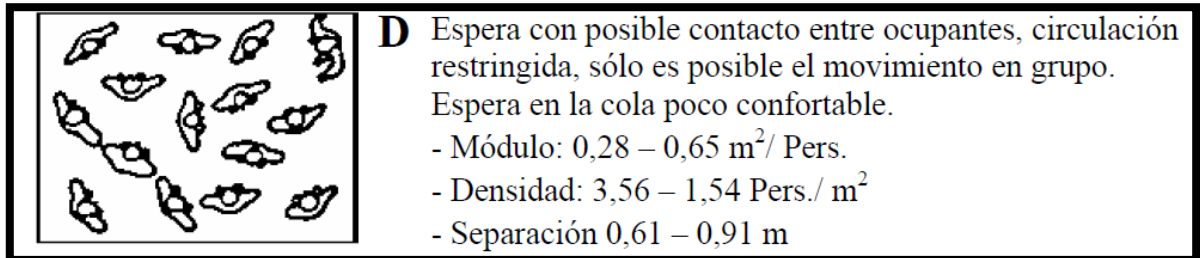 D Espera con posible contacto entre ocupantes, circulación
restringida, sólo es posible el movimiento en grupo.
Espera en la cola poco confortable.
- Módulo: 0,28 – 0,65 m²/ Pers.
- Densidad: 3,56 – 1,54 Pers./ m²
- Separación 0,61 – 0,91 m